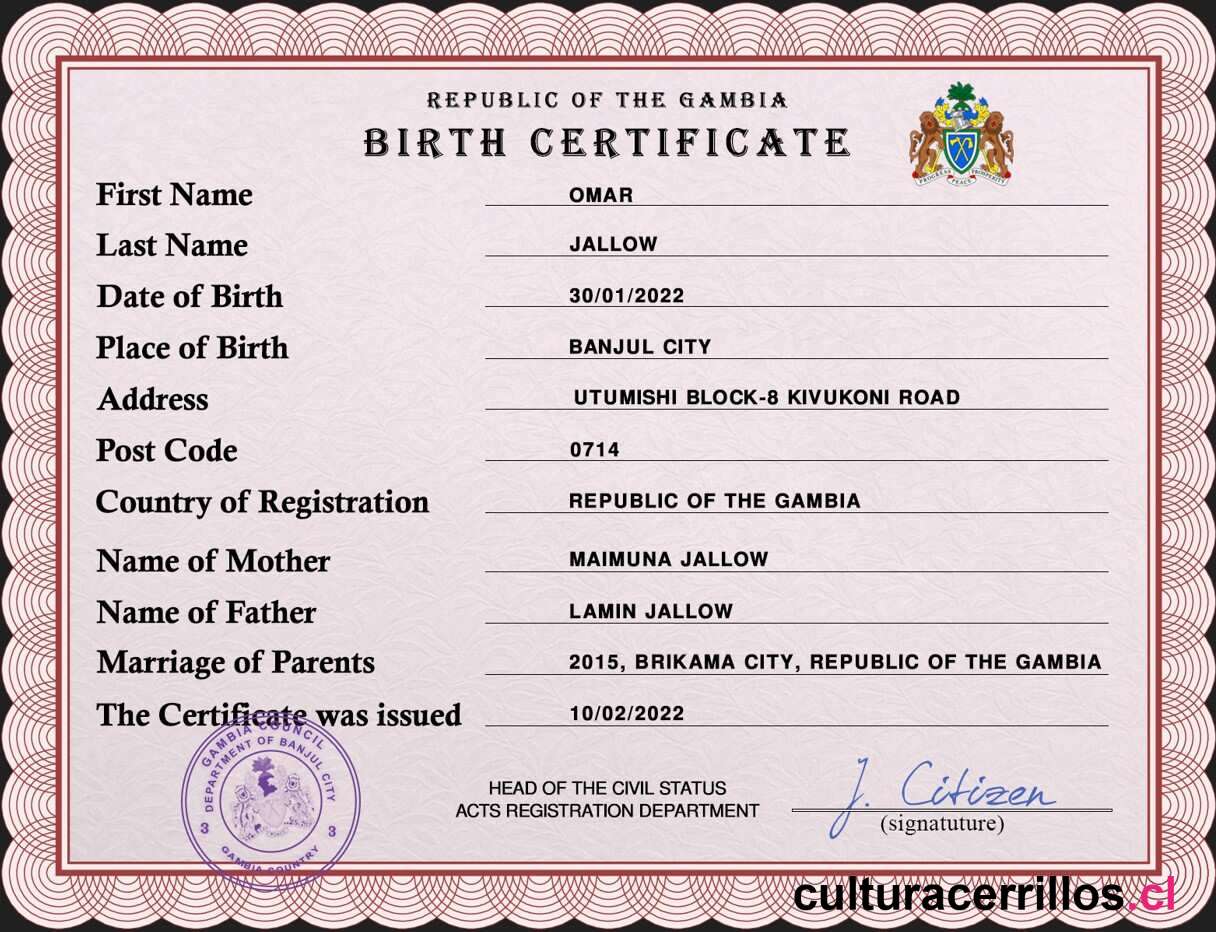 REPUBLIC OF THE GAMBIA
BIRTH CERTIFICATE
PROGRESS PEACE PROSPERITY
First Name OMAR
Last Name JALLOW
Date of Birth 30/01/2022
Place of Birth BANJUL CITY
Address UTUMISHI BLOCK-8 KIVUKONI ROAD
Post Code 0714
Country of Registration REPUBLIC OF THE GAMBIA
Name of Mother MAIMUNA JALLOW
Name of Father LAMIN JALLOW
Marriage of Parents 2015, BRIKAMA CITY, REPUBLIC OF THE GAMBIA
The Certificate was issued 10/02/2022
GAMBIA COUNCIL
DEPARTMENT OF BANJUL CITY
3 3
GAMBIA COUNTRY
HEAD OF THE CIVIL STATUS
ACTS REGISTRATION DEPARTMENT
J. Citizen
(signatuture)
culturacerrillos.cl